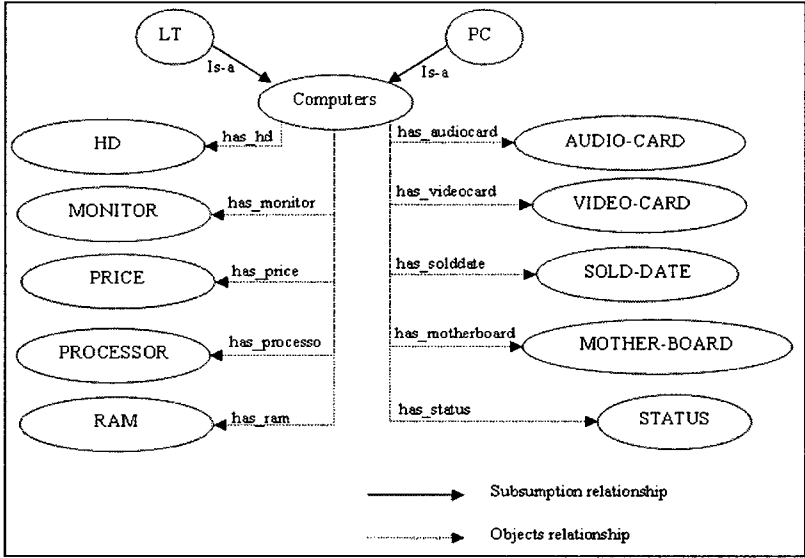 LT
PC
Is-a
Is-a
Computers
HD
has_hd
has_audiocard
AUDIO-CARD
MONITOR
has_monitor
has_videocard
VIDEO-CARD
PRICE
has_price
has_solddate
SOLD-DATE
PROCESSOR
has_processo
has_motherboard
MOTHER-BOARD
RAM
has_ram
has_status
STATUS
Subsumption relationship
Objects relationship